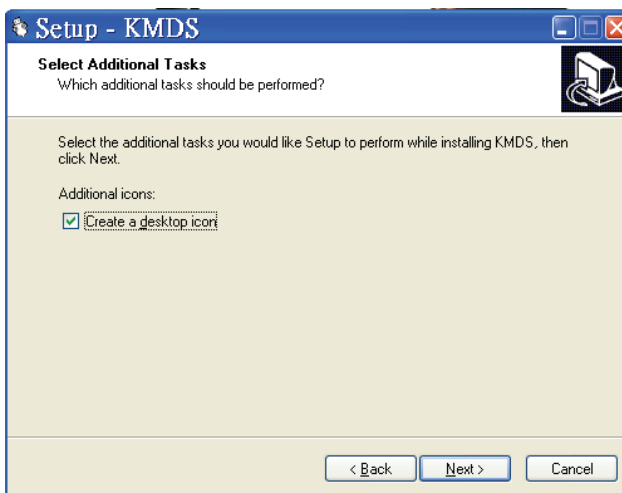 Setup - KMDS
Select Additional Tasks
Which additional tasks should be performed?
Select the additional tasks you would like Setup to perform while installing KMDS, then
click Next.
Additional icons:
Create a desktop icon
< Back
Next >
Cancel